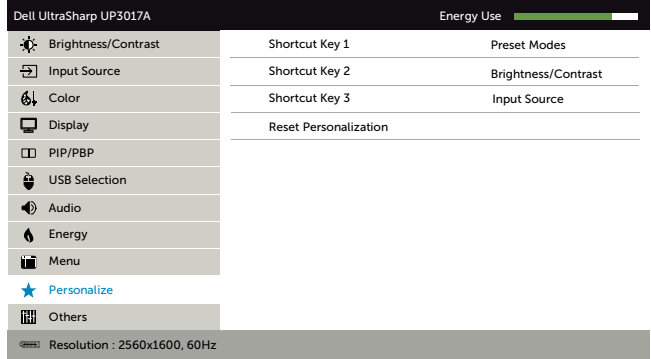 Dell UltraSharp UP3017A Energy Use
Brightness/Contrast Shortcut Key 1 Preset Modes
Input Source Shortcut Key 2 Brightness/Contrast
Color Shortcut Key 3 Input Source
Display Reset Personalization
PIP/PBP
USB Selection
Audio
Energy
Menu
Personalize
Others
Resolution : 2560x1600, 60Hz